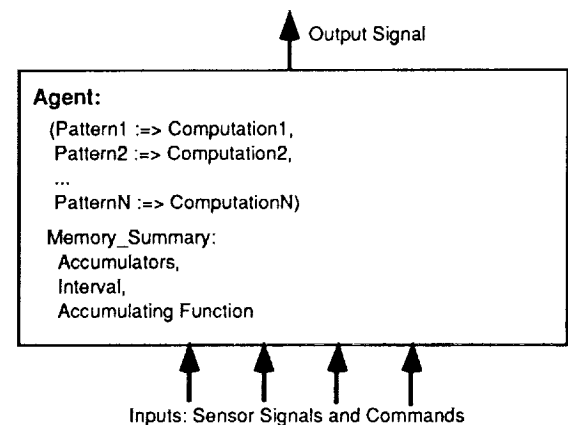 Output Signal
Agent:
(Pattern1 :=> Computation1,
Pattern2 :=> Computation2,
...
PatternN :=> ComputationN)
Memory_Summary:
Accumulators,
Interval,
Accumulating Function
Inputs: Sensor Signals and Commands